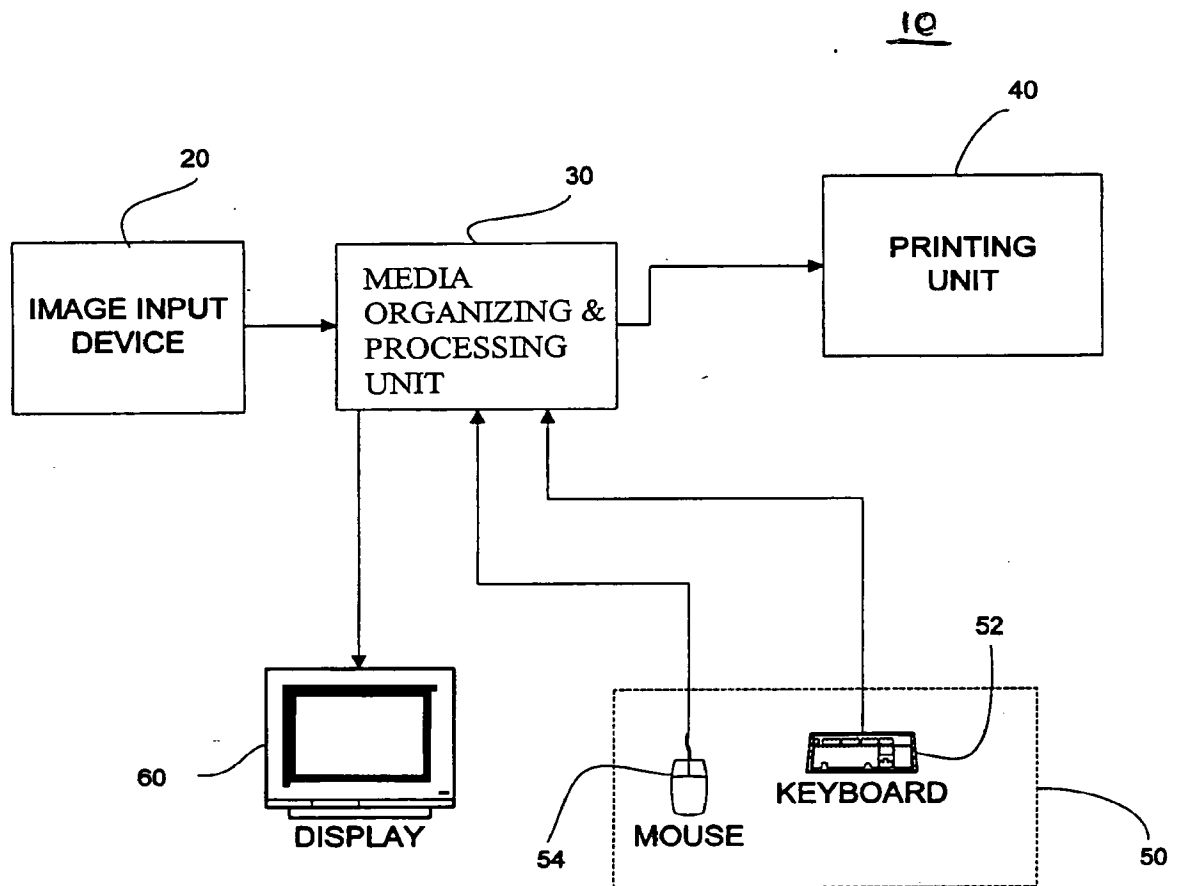 10
40
20
30
IMAGE INPUT
DEVICE
MEDIA
ORGANIZING &
PROCESSING
UNIT
PRINTING
UNIT
52
60
DISPLAY
54
MOUSE
KEYBOARD
50